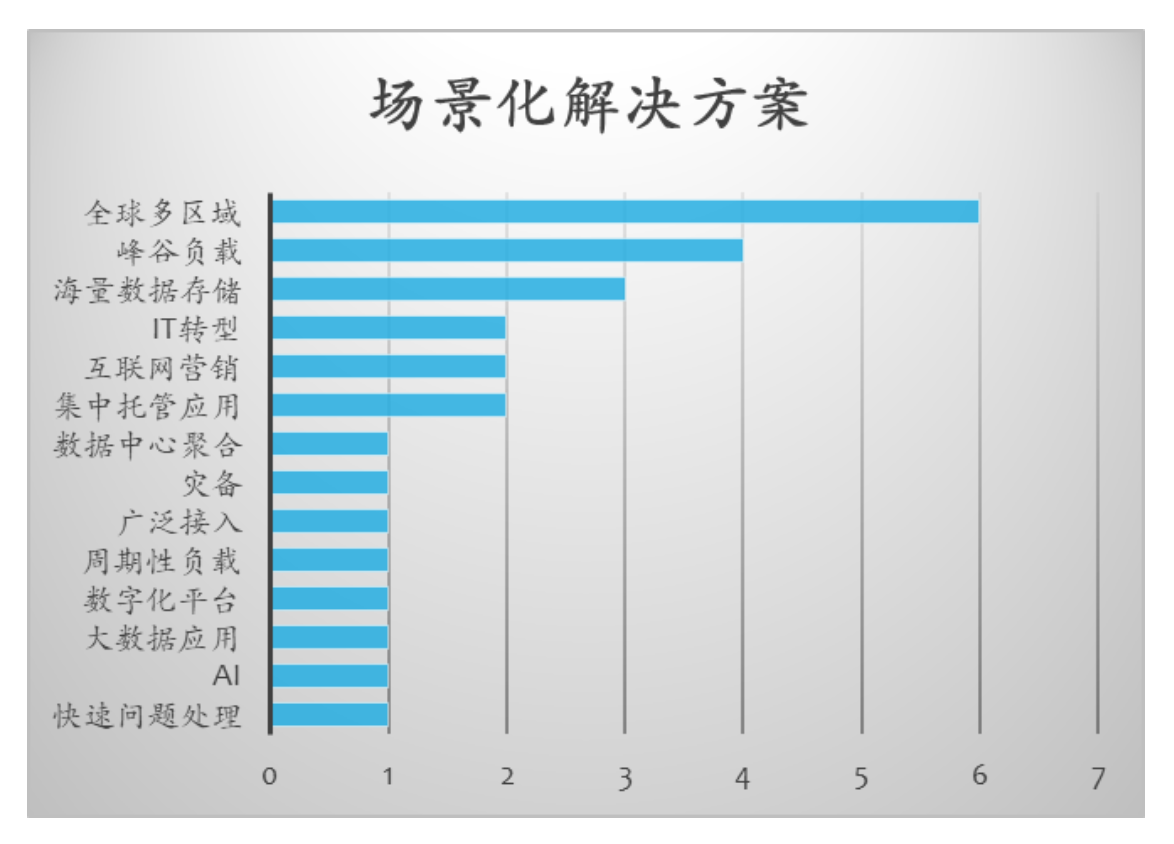 场景化解决方案
全球多区域
峰谷负载
海量数据存储
IT转型
互联网营销
集中托管应用
数据中心聚合
灾备
广泛接入
周期性负载
数字化平台
大数据应用
AI
快速问题处理
0 1 2 3 4 5 6 7